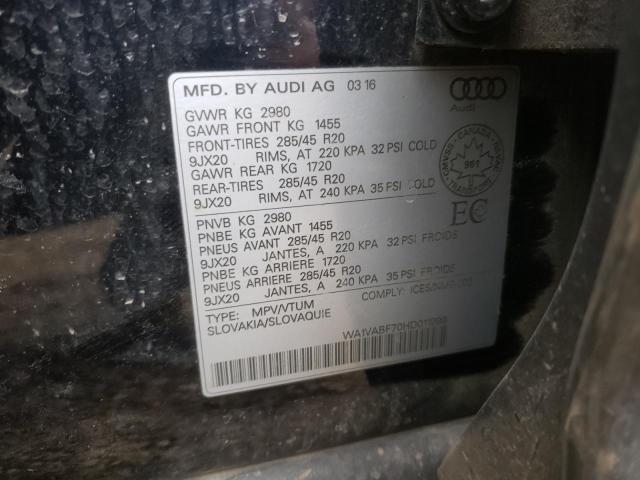 MFD. BY AUDI AG 03 16
Audi
GVWR KG 2980
GAWR FRONT KG 1455
FRONT-TIRES 285/45 R20
9JX20 RIMS, AT 220 KPA 32 PSI COLD
GAWR REAR KG 1720
REAR-TIRES 285/45 R20
9JX20 RIMS, AT 240 KPA 35 PSI COLD
CANADA
961
TRANSPORTS
EC
PNVB KG 2980
PNBE KG AVANT 1455
PNEUS AVANT 285/45 R20
9JX20 JANTES, A 220 KPA 32 PSI FROIDS
PNBE KG ARRIERE 1720
PNEUS ARRIERE 285/45 R20
9JX20 JANTES, A 240 KPA 35 PSI FROIDS
TYPE: MPV/VTUM COMPLY:
SLOVAKIA/SLOVAQUIE